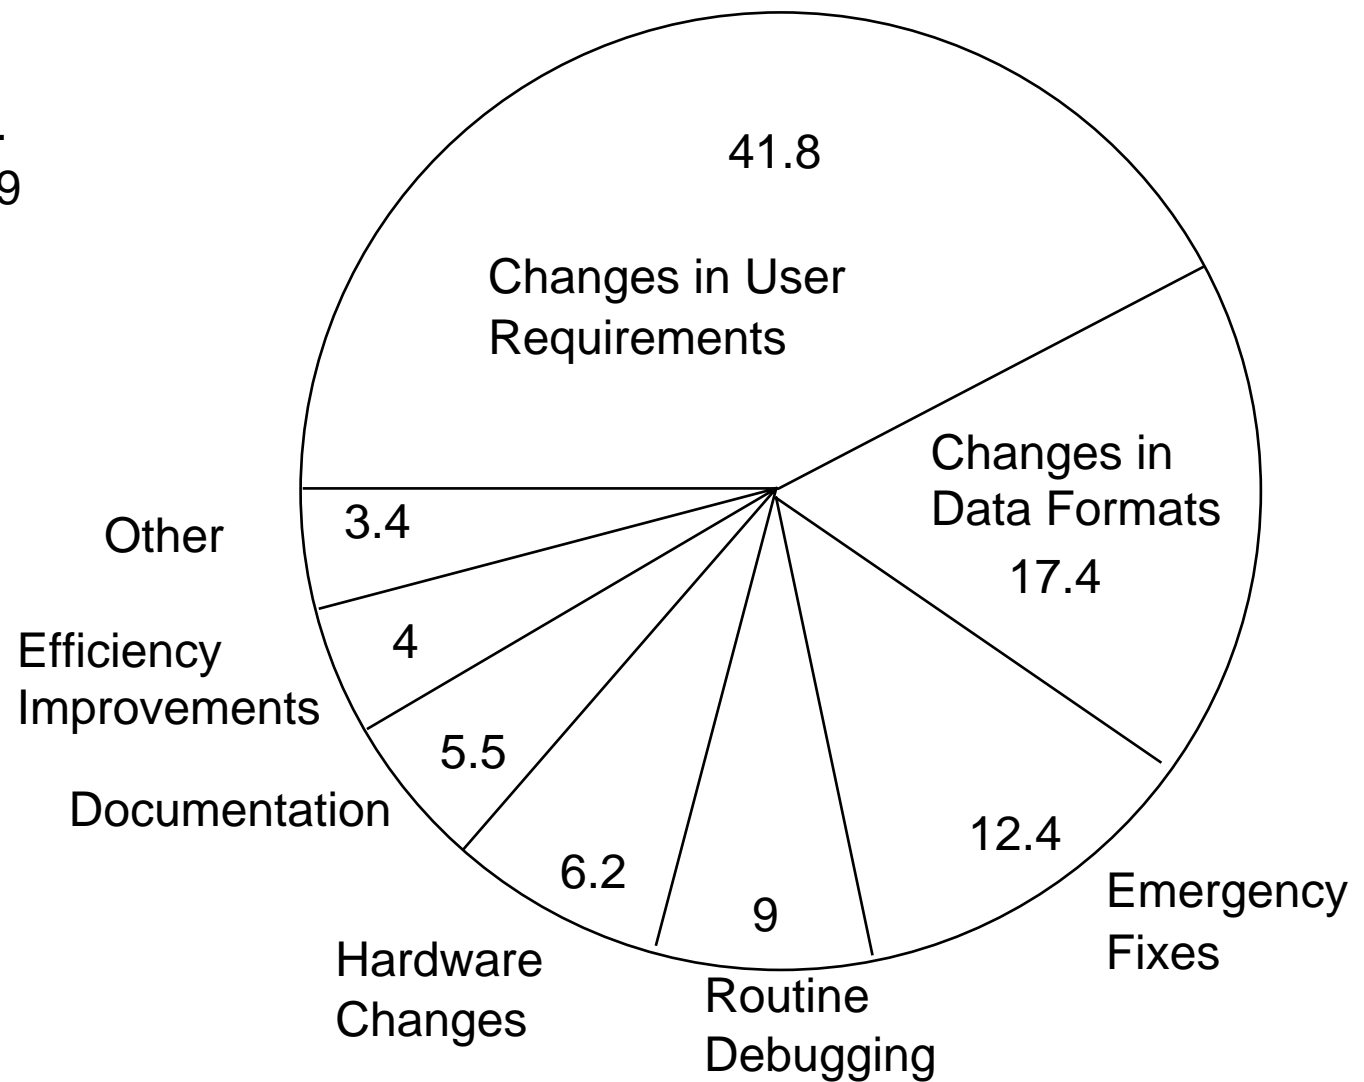 9
41.8
Changes in User
Requirements
Changes in
Data Formats
17.4
Other
3.4
Efficiency
Improvements
4
Documentation
5.5
Hardware
Changes
6.2
Routine
Debugging
9
12.4
Emergency
Fixes